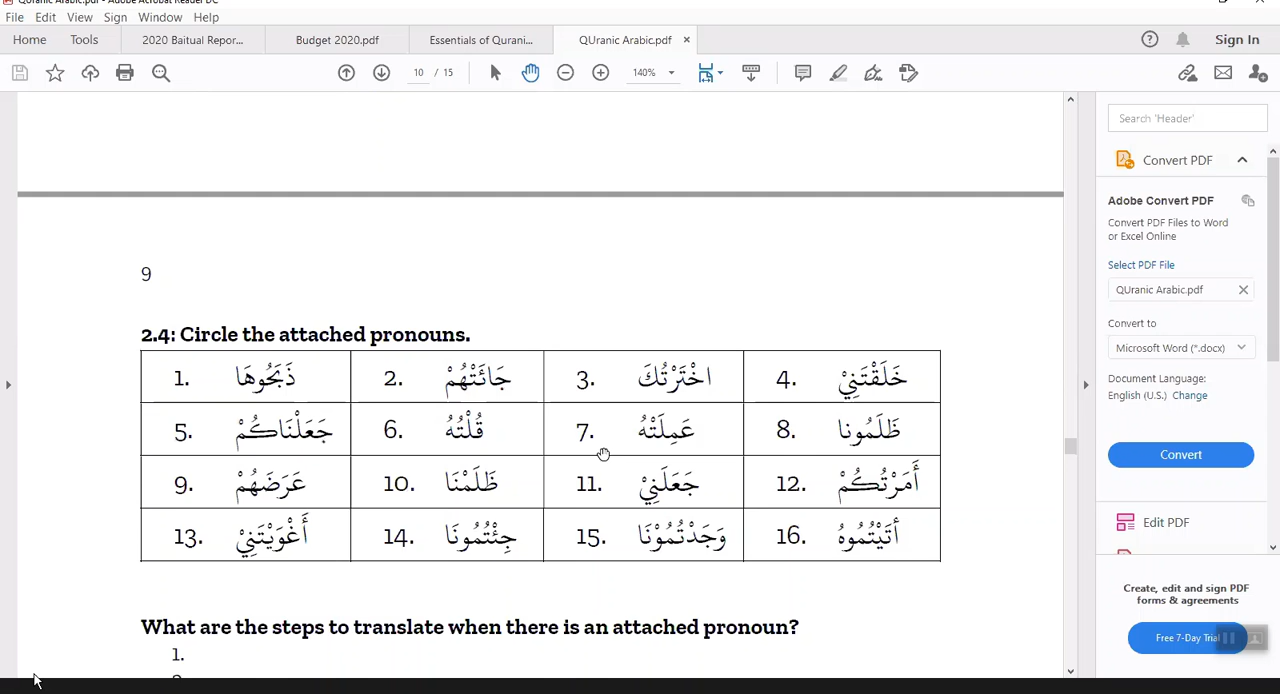 QUranic Arabic.pdf - Adobe Acrobat Reader DC
File Edit View Sign Window Help
Home Tools 2020 Baitual Repor... Budget 2020.pdf Essentials of Qurani... QUranic Arabic.pdf × Sign In
10 / 15 140%
Search 'Header'
Convert PDF
Adobe Convert PDF
Convert PDF Files to Word
or Excel Online
Select PDF File
QUranic Arabic.pdf
Convert to
Microsoft Word (*.docx)
Document Language:
English (U.S.) Change
Convert
Edit PDF
Create, edit and sign PDF
forms & agreements
Free 7-Day Trial
9
2.4: Circle the attached pronouns.
1. ذَبَحُوهَا 2. جَائَتْهُمْ 3. اخْتَرْتُكَ 4. خَلَقْتَنِيْ
5. جَعَلْنَاكُمْ 6. قُلْتُهُ 7. عَمِلَتْهُ 8. ظَلَمُونا
9. عَرَضَهُمْ 10. ظَلَمْنَا 11. جَعَلَنِيْ 12. أَمَرْتُكُمْ
13. أَغْوَيْتَنِيْ 14. جِئْتُمُونَا 15. وَجَدْتُمُوْنَا 16. أتَيْتُمُوهُ
What are the steps to translate when there is an attached pronoun?
1.